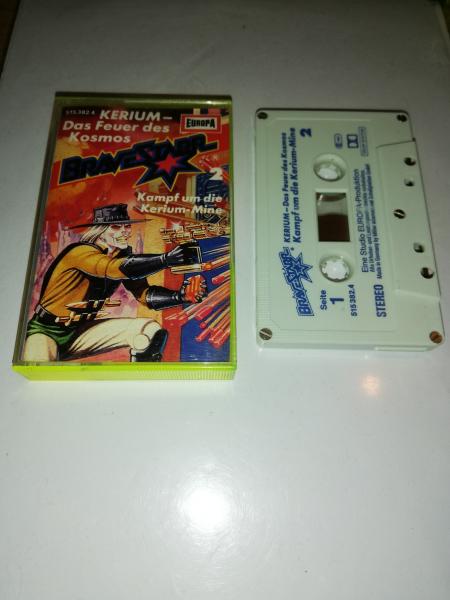 515 382.4
KERIUM-
Das Feuer des
Kosmos
EUROPA
BRAVESTARR
2
Kampf um die
Kerium-Mine
BRAVESTARR
KERIUM-Das Feuer des Kosmos
Kampf um die Kerium-Mine
2
Seite
1
515 382.4
Eine Studio EUROPA-Produktion
STEREO